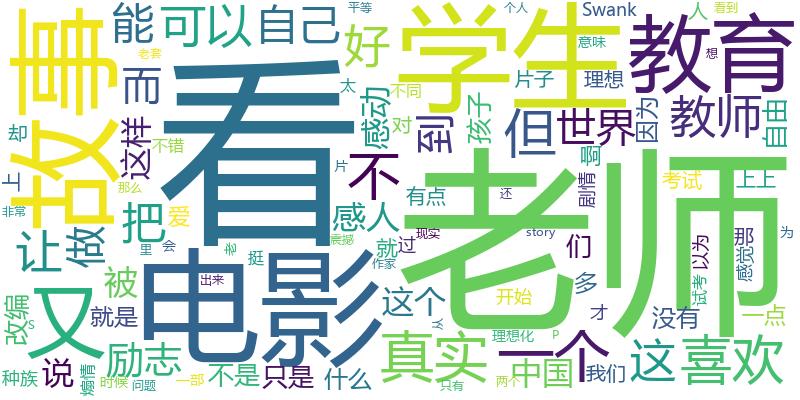 故事
看
老师
学生
教育
电影
又
一个
真实
喜欢
能
可以
自己
好
Swank
平等
个人
人
看到
老套
而
片子
意味
理想
想
教师
因为
自由
太
不同
感动
对
孩子
到
但
世界
却
这样
不错
不
啊
上
那么
片
有点
剧情
考试
上上
非常
让
做
把
爱
感人
还
为
里
会
老
震撼
就
过
现实
story
们
以为
那
感觉
被
挺
出来
作家
多
试考
改编
S
就是
这个
开始
才
没有
一点
这
励志
理想化
P
种族
说
煽情
时候
问题
一部
不是
只是
什么
只有
两个
中国
我们